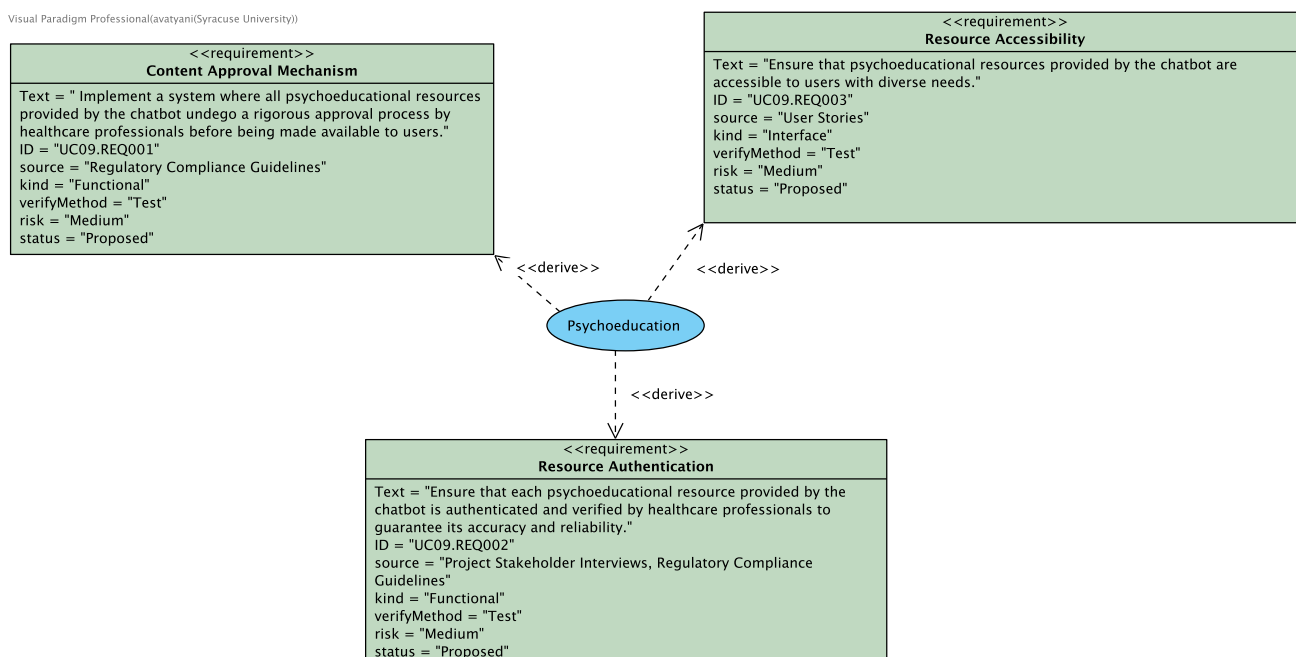 Visual Paradigm Professional(avatyani(Syracuse University))
<<requirement>>
Content Approval Mechanism
Text = " Implement a system where all psychoeducational resources
provided by the chatbot undego a rigorous approval process by
healthcare professionals before being made available to users."
ID = "UC09.REQ001"
source = "Regulatory Compliance Guidelines"
kind = "Functional"
verifyMethod = "Test"
risk = "Medium"
status = "Proposed"
<<requirement>>
Resource Accessibility
Text = "Ensure that psychoeducational resources provided by the chatbot are
accessible to users with diverse needs."
ID = "UC09.REQ003"
source = "User Stories"
kind = "Interface"
verifyMethod = "Test"
risk = "Medium"
status = "Proposed"
<<derive>>
<<derive>>
Psychoeducation
<<derive>>
<<requirement>>
Resource Authentication
Text = "Ensure that each psychoeducational resource provided by the
chatbot is authenticated and verified by healthcare professionals to
guarantee its accuracy and reliability."
ID = "UC09.REQ002"
source = "Project Stakeholder Interviews, Regulatory Compliance
Guidelines"
kind = "Functional"
verifyMethod = "Test"
risk = "Medium"
status = "Proposed"